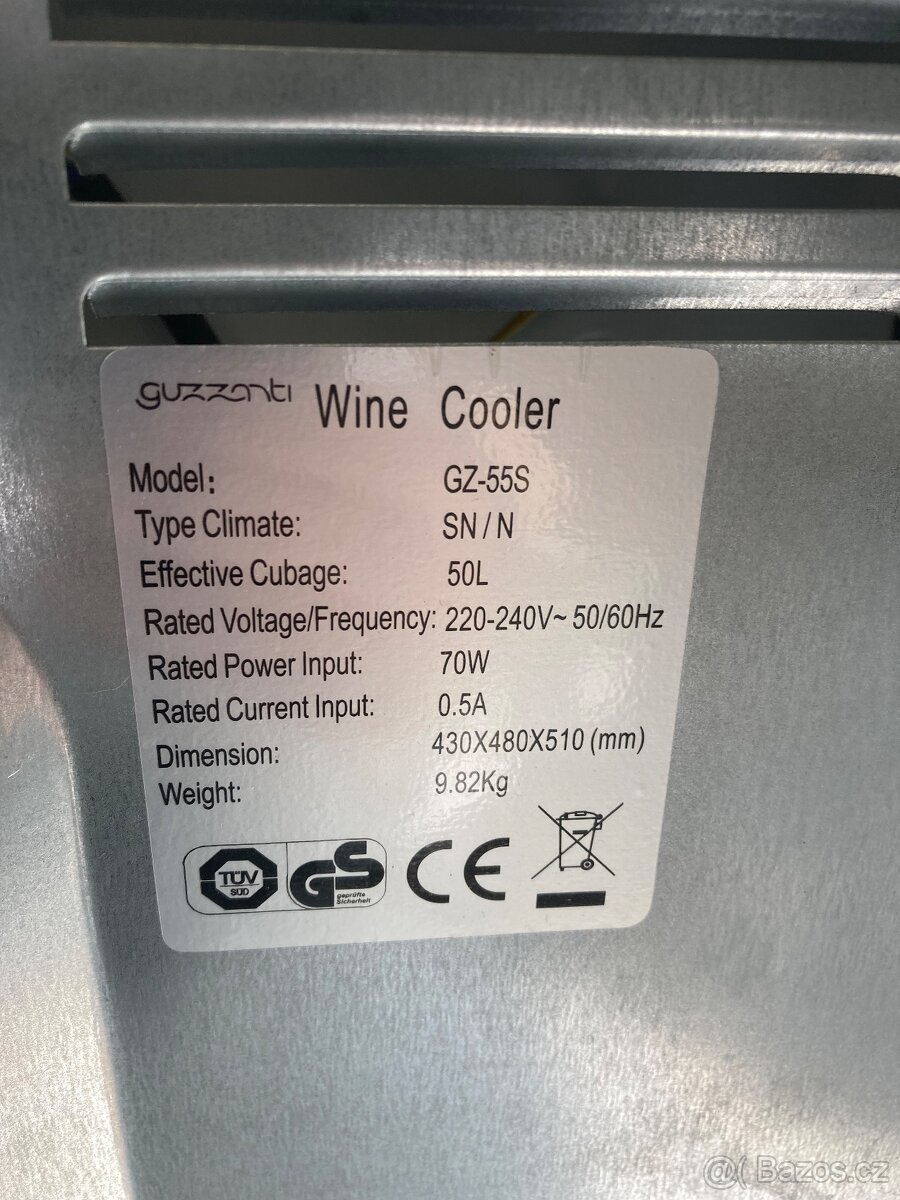 guzzanti Wine Cooler
Model: GZ-55S
Type Climate: SN / N
Effective Cubage: 50L
Rated Voltage/Frequency: 220-240V~ 50/60Hz
Rated Power Input: 70W
Rated Current Input: 0.5A
Dimension: 430X480X510 (mm)
Weight: 9.82Kg
TÜV
SÜD
GS
geprüfte
Sicherheit
CE
@( Bazos.cz